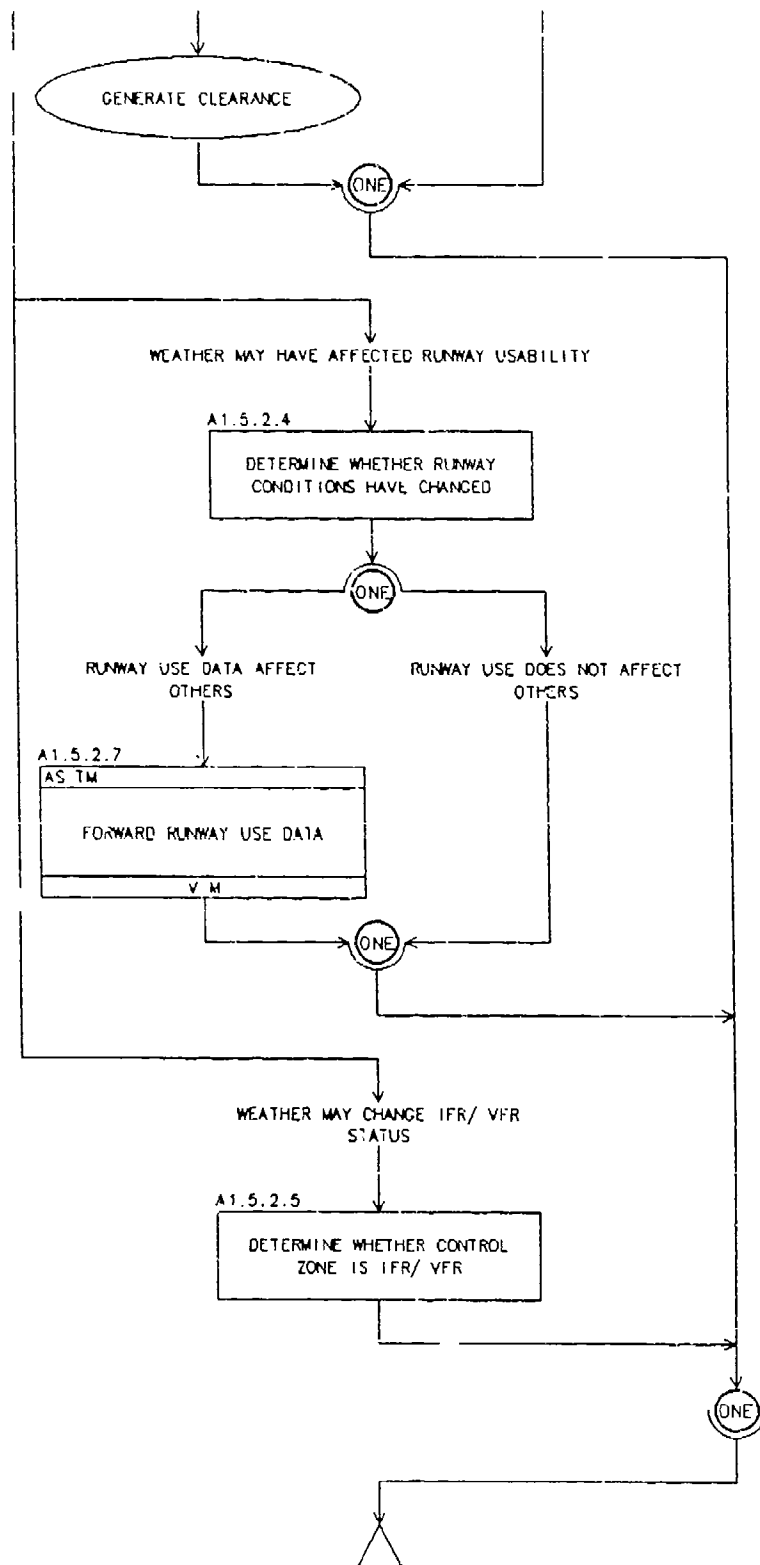 GENERATE CLEARANCE
ONE
WEATHER MAY HAVE AFFECTED RUNWAY USABILITY
A1.5.2.4
DETERMINE WHETHER RUNWAY
CONDITIONS HAVE CHANGED
ONE
RUNWAY USE DATA AFFECT
OTHERS
RUNWAY USE DOES NOT AFFECT
OTHERS
A1.5.2.7
AS TM
FORWARD RUNWAY USE DATA
V M
ONE
WEATHER MAY CHANGE IFR/ VFR
STATUS
A1.5.2.5
DETERMINE WHETHER CONTROL
ZONE IS IFR/ VFR
ONE